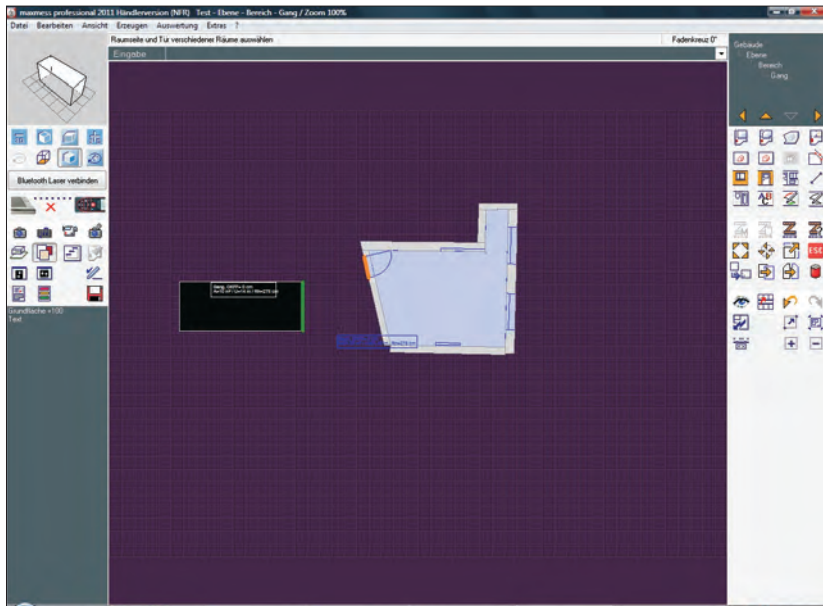 maxmess professional 2011 Händlerversion (NFR) Test - Ebene - Bereich - Gang / Zoom 100%
Datei Bearbeiten Ansicht Erzeugen Auswertung Extras ?
Raumseite und Tür verschiedener Räume auswählen
Fadenkreuz 0°
Eingabe
Gebäude
Ebene
Bereich
Gang
Bluetooth Laser verbinden
ESC
Grundfläche +100
Text